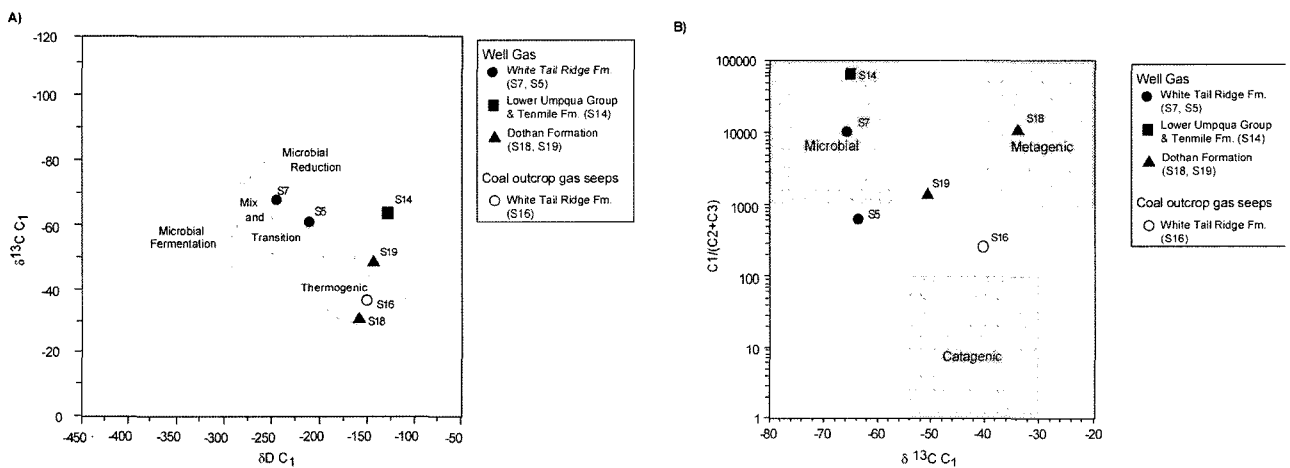 A)
-120
-100
-80
-60
-40
-20
0
δ13C C1
-450
-400
-350
-300
-250
-200
-150
-100
-50
δD C1
Microbial
Reduction
S7
Mix
and
S5
Transition
S14
Microbial
Fermentation
S19
Thermogenic
S16
S18
Well Gas
White Tail Ridge Fm.
(S7, S5)
Lower Umpqua Group
& Tenmile Fm. (S14)
Dothan Formation
(S18, S19)
Coal outcrop gas seeps
White Tail Ridge Fm.
(S16)
B)
100000
10000
1000
100
10
1
C1/(C2+C3)
-80
-70
-60
-50
-40
-30
-20
δ 13C C1
S14
S7
Microbial
S18
Metagenic
S19
S5
S16
Catagenic
Well Gas
White Tail Ridge Fm.
(S7, S5)
Lower Umpqua Group
& Tenmile Fm. (S14)
Dothan Formation
(S18, S19)
Coal outcrop gas seeps
White Tail Ridge Fm.
(S16)